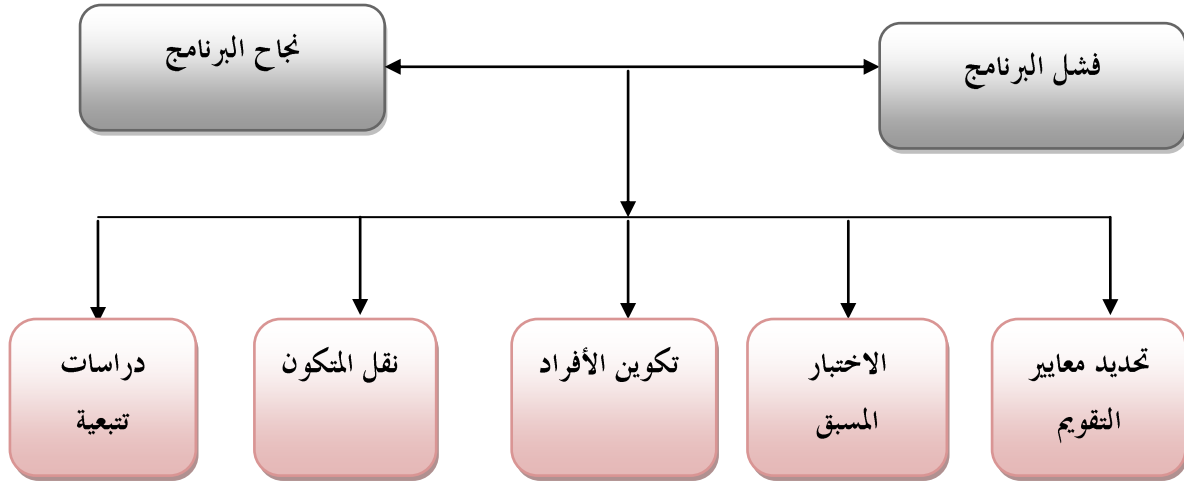 فشل البرنامج
نجاح البرنامج
تحديد معايير
التقويم
الاختبار
المسبق
تكوين الأفراد
نقل المتكون
دراسات
تتبعية